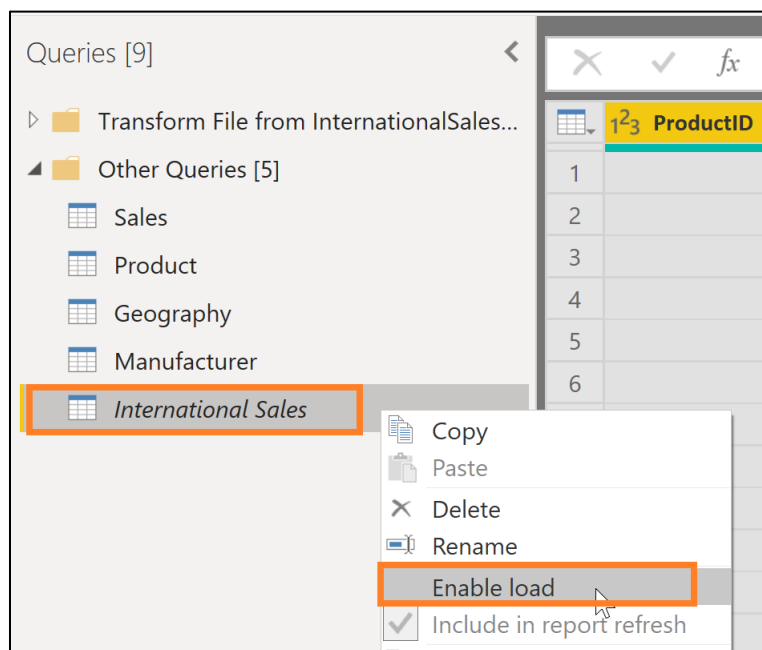 Queries [9]
fx
Transform File from InternationalSales...
123 ProductID
Other Queries [5]
1
Sales
2
Product
3
Geography
4
5
Manufacturer
6
International Sales
Copy
Paste
Delete
Rename
Enable load
Include in report refresh